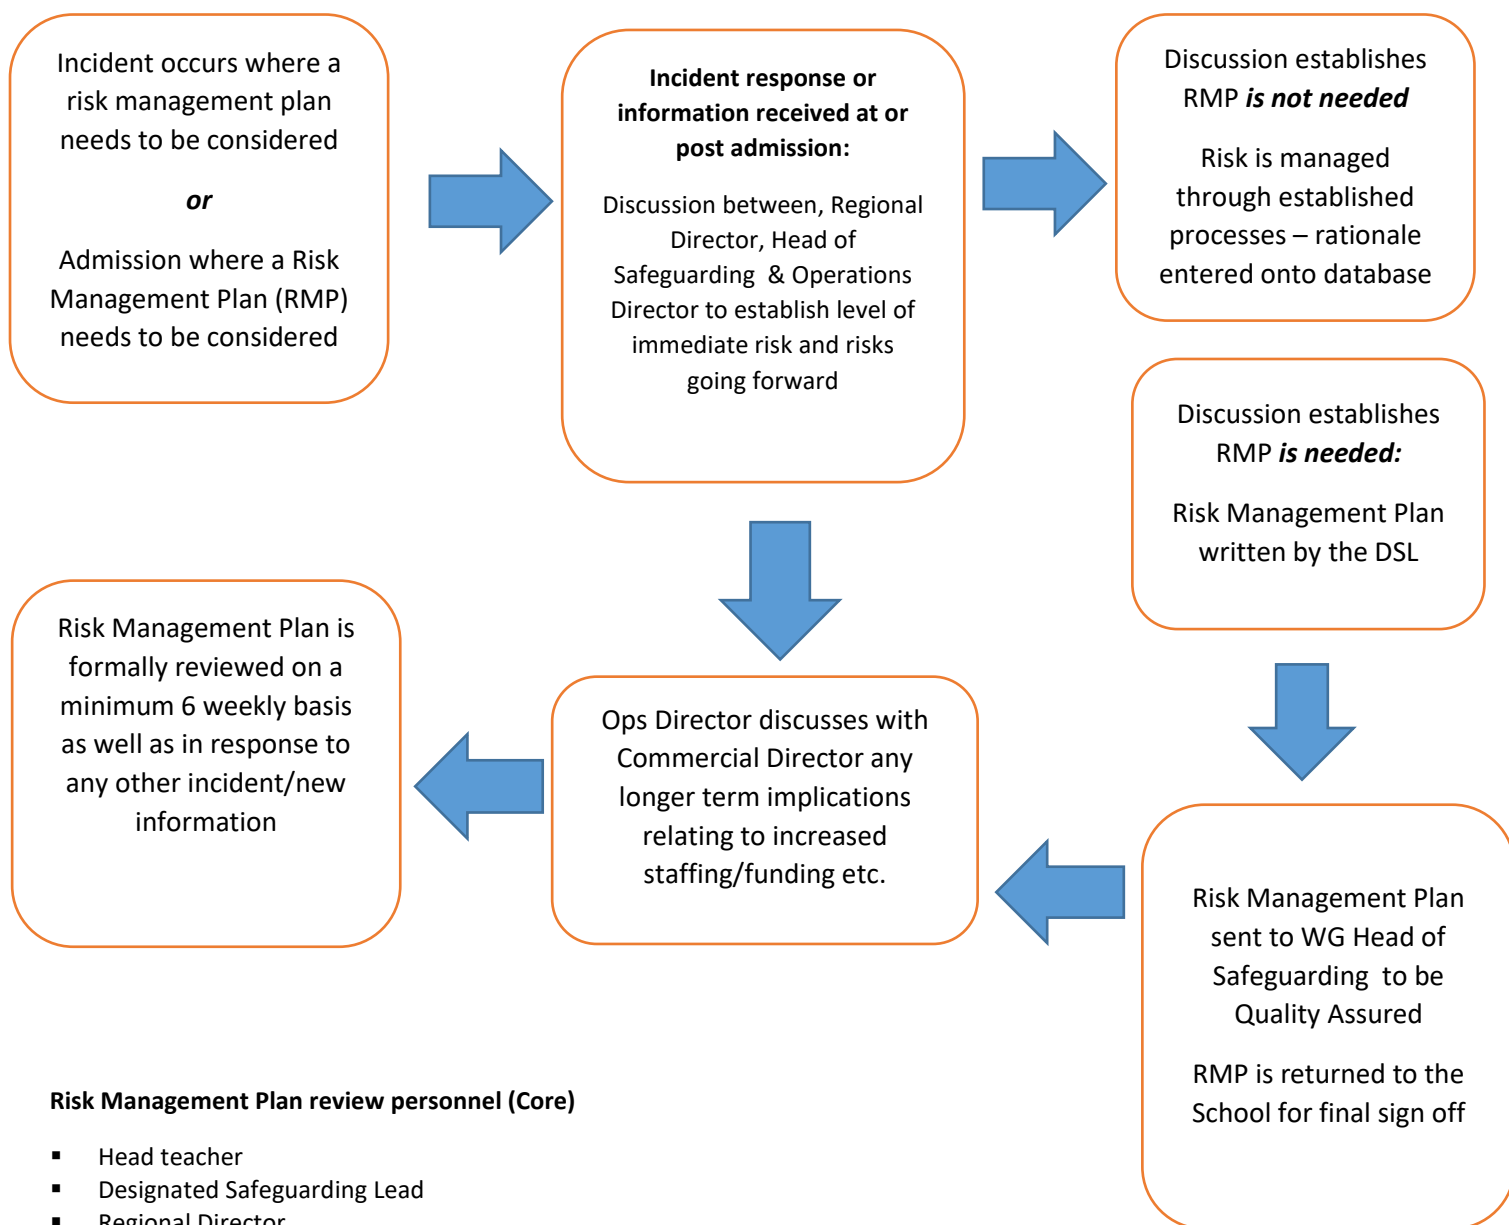 Incident occurs where a
risk management plan
needs to be considered
or
Admission where a Risk
Management Plan (RMP)
needs to be considered
Incident response or
information received at or
post admission:
Discussion between, Regional
Director, Head of
Safeguarding & Operations
Director to establish level of
immediate risk and risks
going forward
Discussion establishes
RMP is not needed
Risk is managed
through established
processes – rationale
entered onto database
Discussion establishes
RMP is needed:
Risk Management Plan
written by the DSL
Risk Management Plan is
formally reviewed on a
minimum 6 weekly basis
as well as in response to
any other incident/new
information
Ops Director discusses with
Commercial Director any
longer term implications
relating to increased
staffing/funding etc.
Risk Management Plan
sent to WG Head of
Safeguarding to be
Quality Assured
RMP is returned to the
School for final sign off
Risk Management Plan review personnel (Core)
▪ Head teacher
▪ Designated Safeguarding Lead
▪ Regional Director